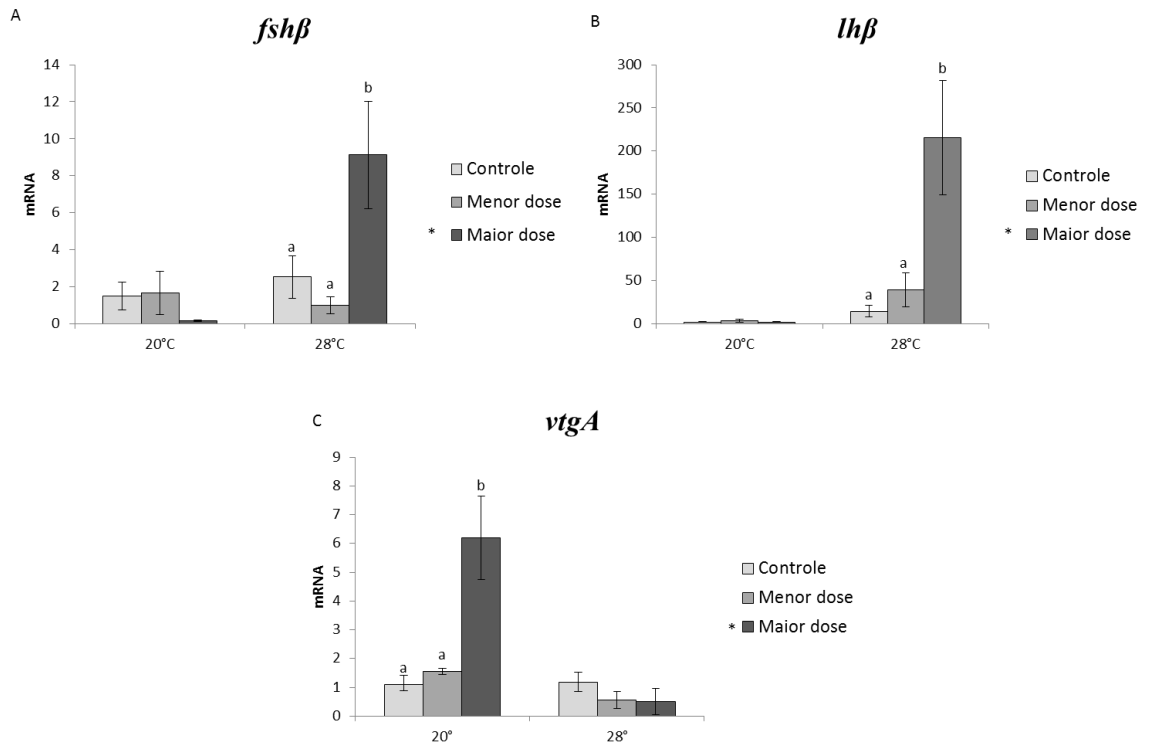 A
fshβ
14
12
10
8
6
4
2
0
mRNA
a
a
b
20°C
28°C
Controle
Menor dose
* Maior dose
B
lhβ
300
250
200
150
100
50
0
mRNA
a
a
b
20°C
28°C
Controle
Menor dose
* Maior dose
C
vtgA
9
8
7
6
5
4
3
2
1
0
mRNA
a
a
b
20°
28°
Controle
Menor dose
* Maior dose